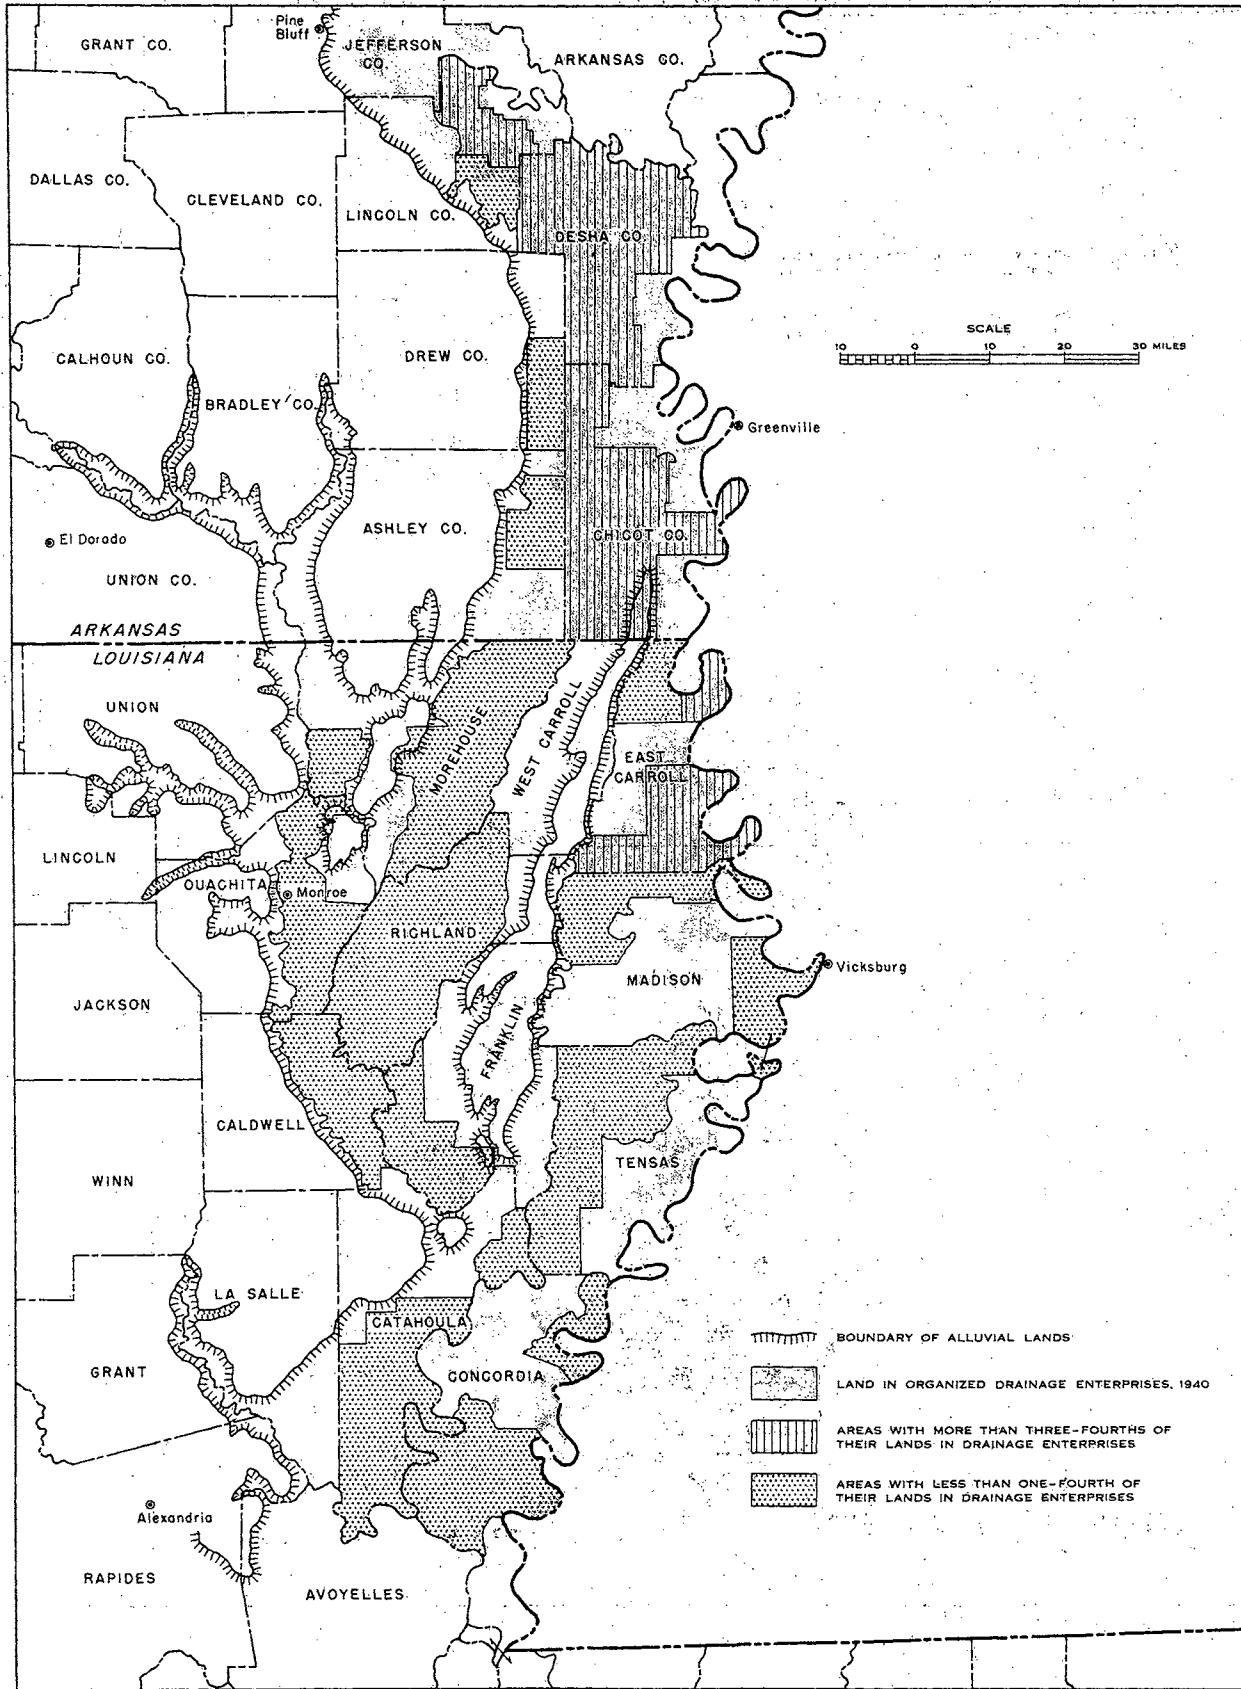 Pine
Bluff
GRANT CO.
JEFFERSON
CO.
ARKANSAS CO.
DALLAS CO.
CLEVELAND CO.
LINCOLN CO.
DESHA CO.
SCALE
10 0 10 20 30 MILES
CALHOUN CO.
DREW CO.
BRADLEY CO.
Greenville
ASHLEY CO.
CHICOT CO.
El Dorado
UNION CO.
ARKANSAS
LOUISIANA
UNION
MOREHOUSE
WEST CARROLL
EAST
CARROLL
LINCOLN
OUACHITA
Monroe
RICHLAND
MADISON
Vicksburg
JACKSON
FRANKLIN
CALDWELL
TENSAS
WINN
LA SALLE
CATAHOULA
GRANT
CONCORDIA
BOUNDARY OF ALLUVIAL LANDS
LAND IN ORGANIZED DRAINAGE ENTERPRISES, 1940
AREAS WITH MORE THAN THREE-FOURTHS OF
THEIR LANDS IN DRAINAGE ENTERPRISES
AREAS WITH LESS THAN ONE-FOURTH OF
THEIR LANDS IN DRAINAGE ENTERPRISES
Alexandria
RAPIDES
AVOYELLES